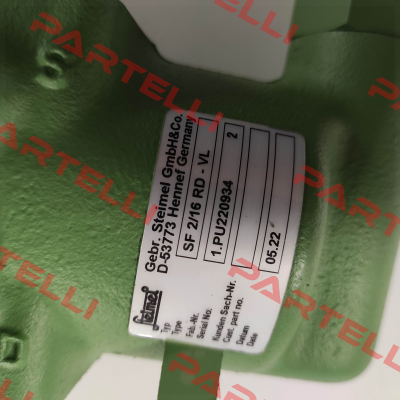 PARTELLI
PARTELLI
PARTELLI
PARTELLI
PARTELLI
Gebr. Steimel GmbH&Co.
D-53773 Hennef Germany
Steimel
Typ
Type
SF 2/16 RD - VL
Fab.-Nr.
Serial No.
1.PU220934
2
Kunden Sach-Nr.
Cust. part no.
Datum
Date
05.22